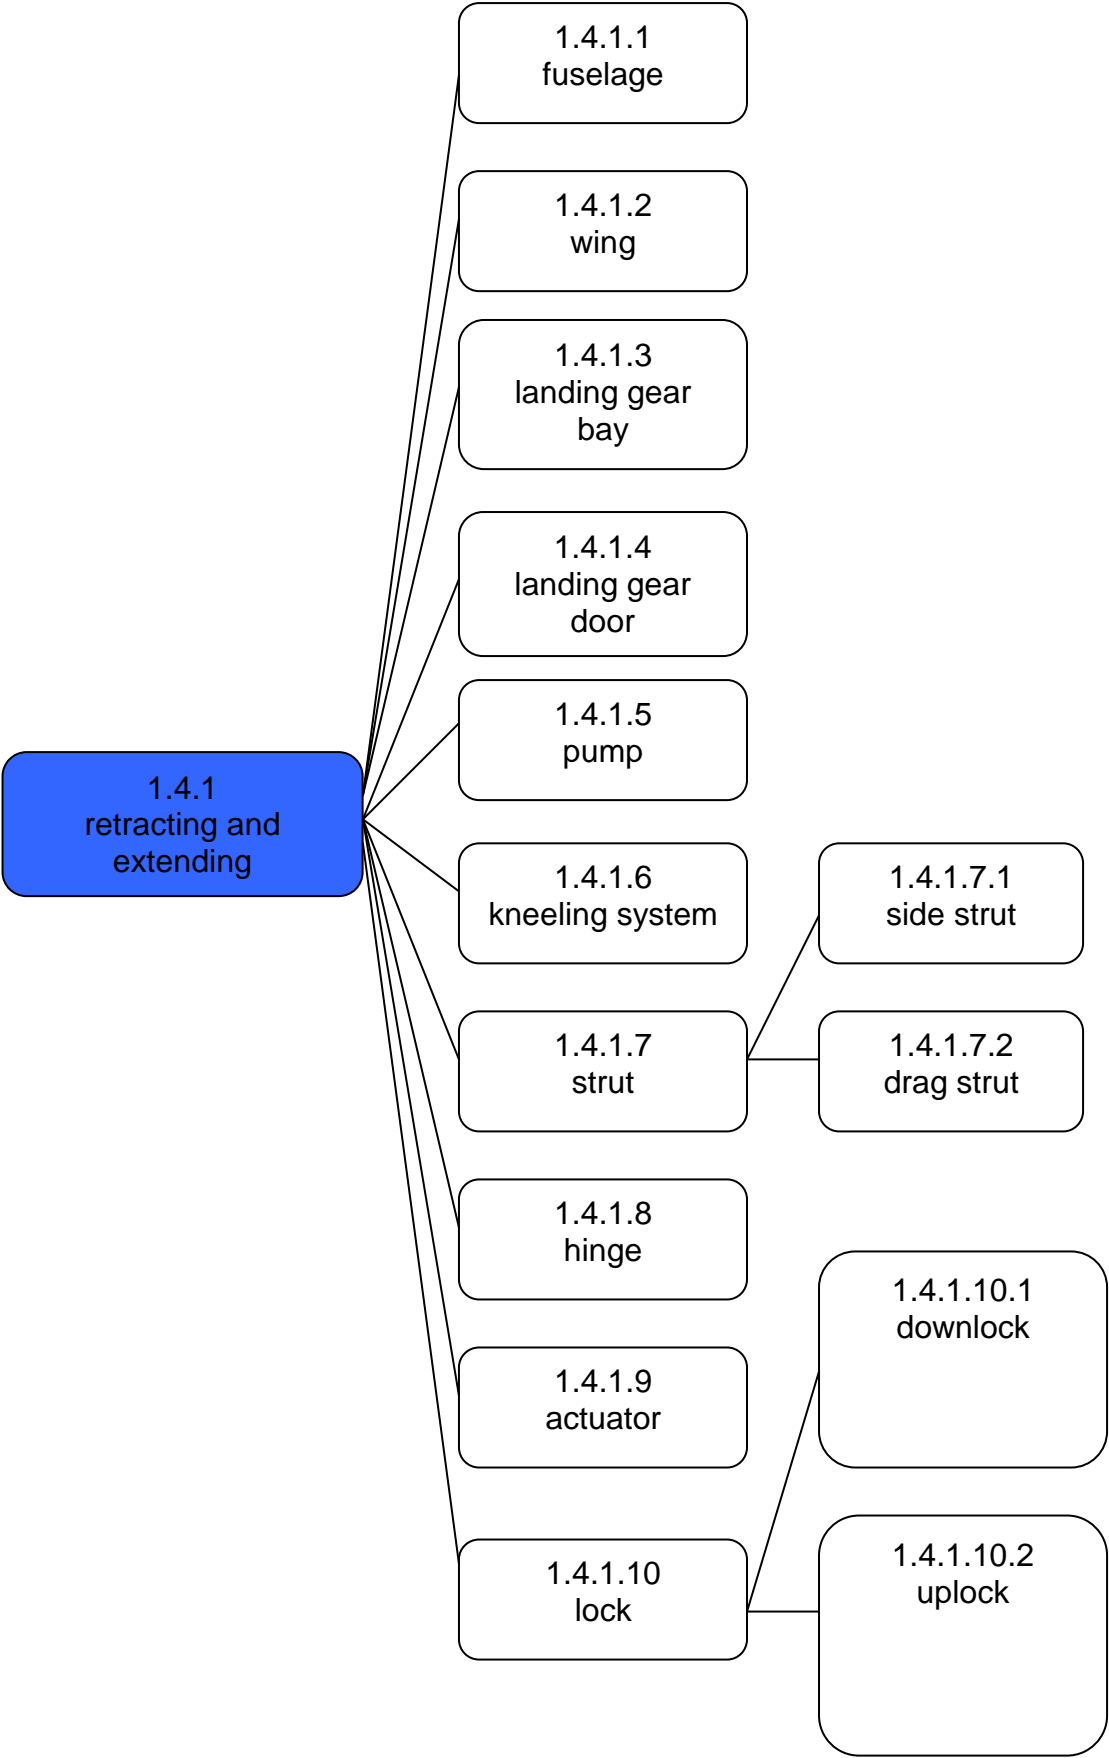 1.4.1.1
fuselage
1.4.1.2
wing
1.4.1.3
landing gear
bay
1.4.1.4
landing gear
door
1.4.1.5
pump
1.4.1
retracting and
extending
1.4.1.6
kneeling system
1.4.1.7.1
side strut
1.4.1.7
strut
1.4.1.7.2
drag strut
1.4.1.8
hinge
1.4.1.10.1
downlock
1.4.1.9
actuator
1.4.1.10
lock
1.4.1.10.2
uplock